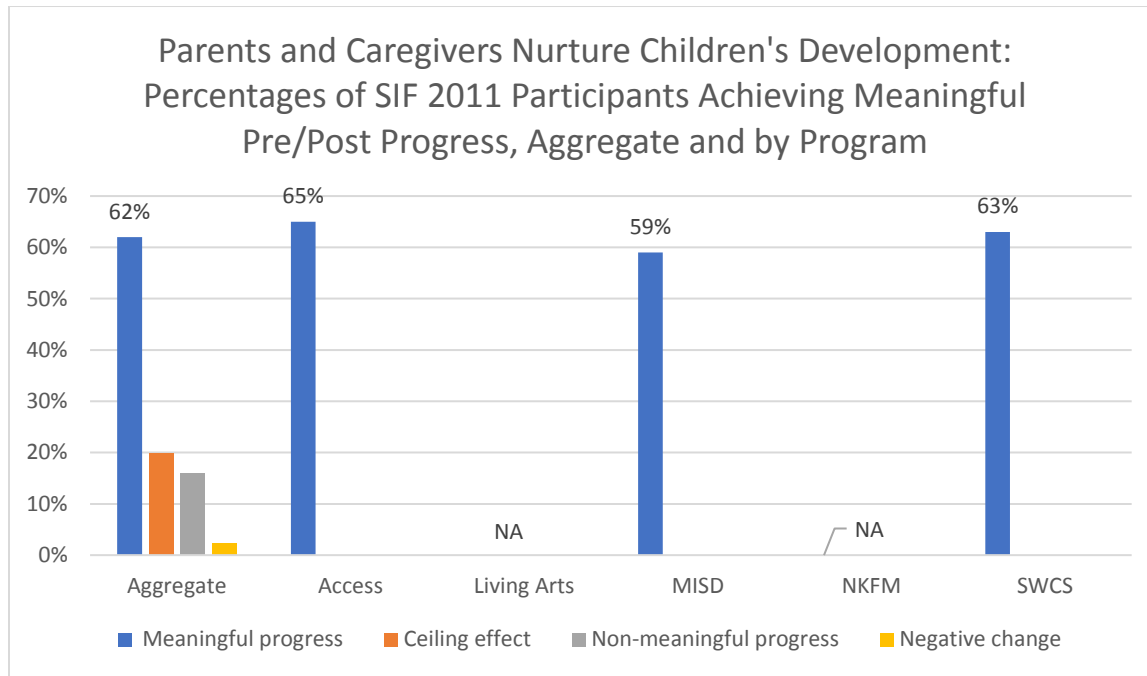 Parents and Caregivers Nurture Children's Development:
Percentages of SIF 2011 Participants Achieving Meaningful
Pre/Post Progress, Aggregate and by Program
70%
60%
50%
40%
30%
20%
10%
0%
62%
65%
NA
59%
NA
63%
Aggregate
Access
Living Arts
MISD
NKFM
SWCS
Meaningful progress
Ceiling effect
Non-meaningful progress
Negative change